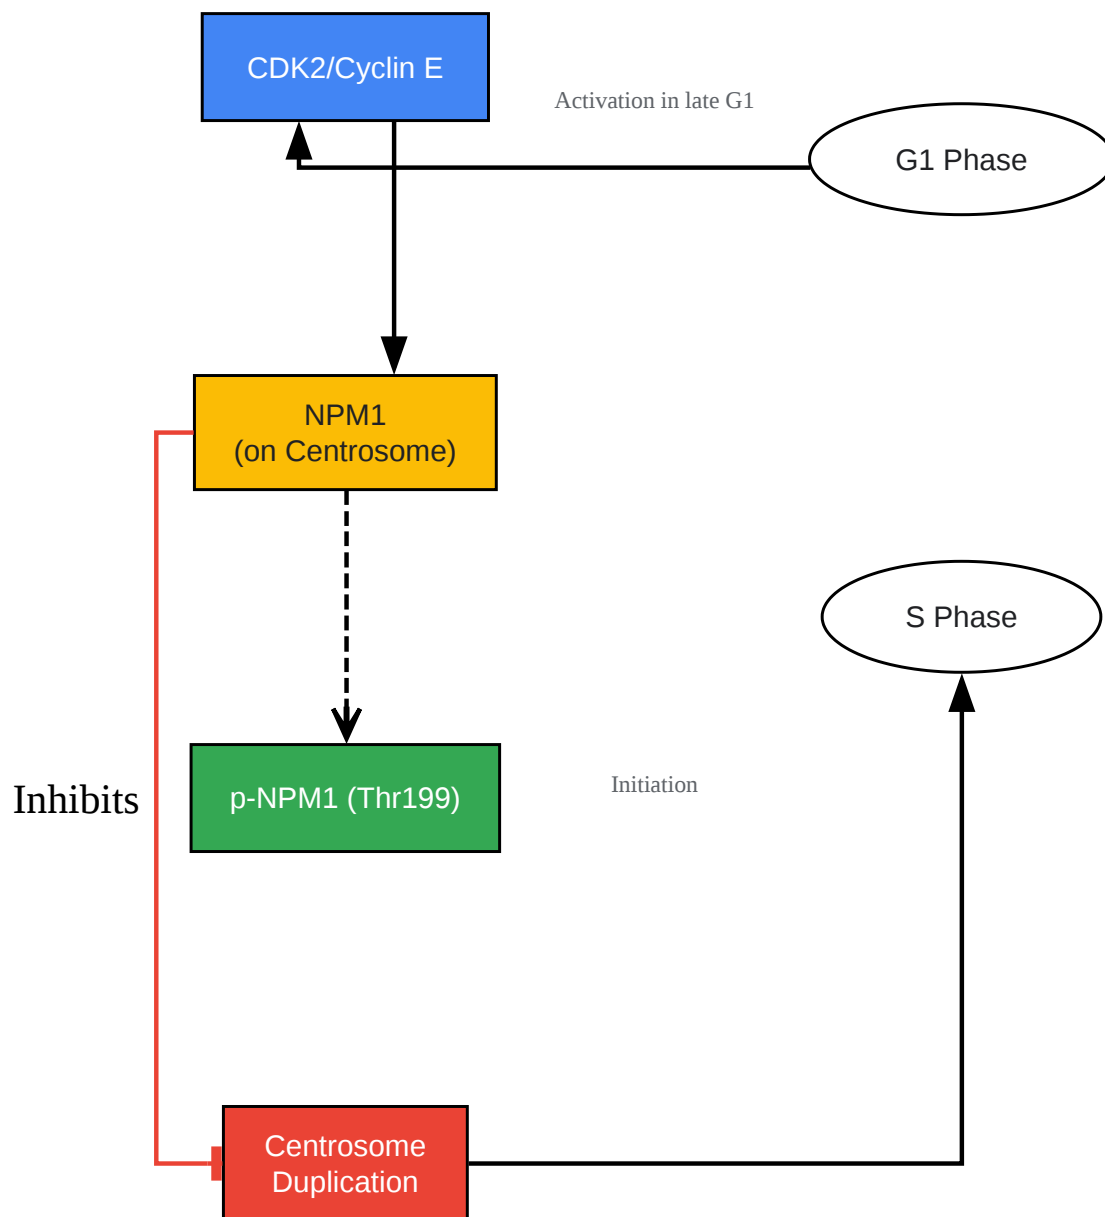 CDK2/Cyclin E
Activation in late G1
G1 Phase
NPM1
(on Centrosome)
S Phase
Inhibits
p-NPM1 (Thr199)
Initiation
Centrosome
Duplication